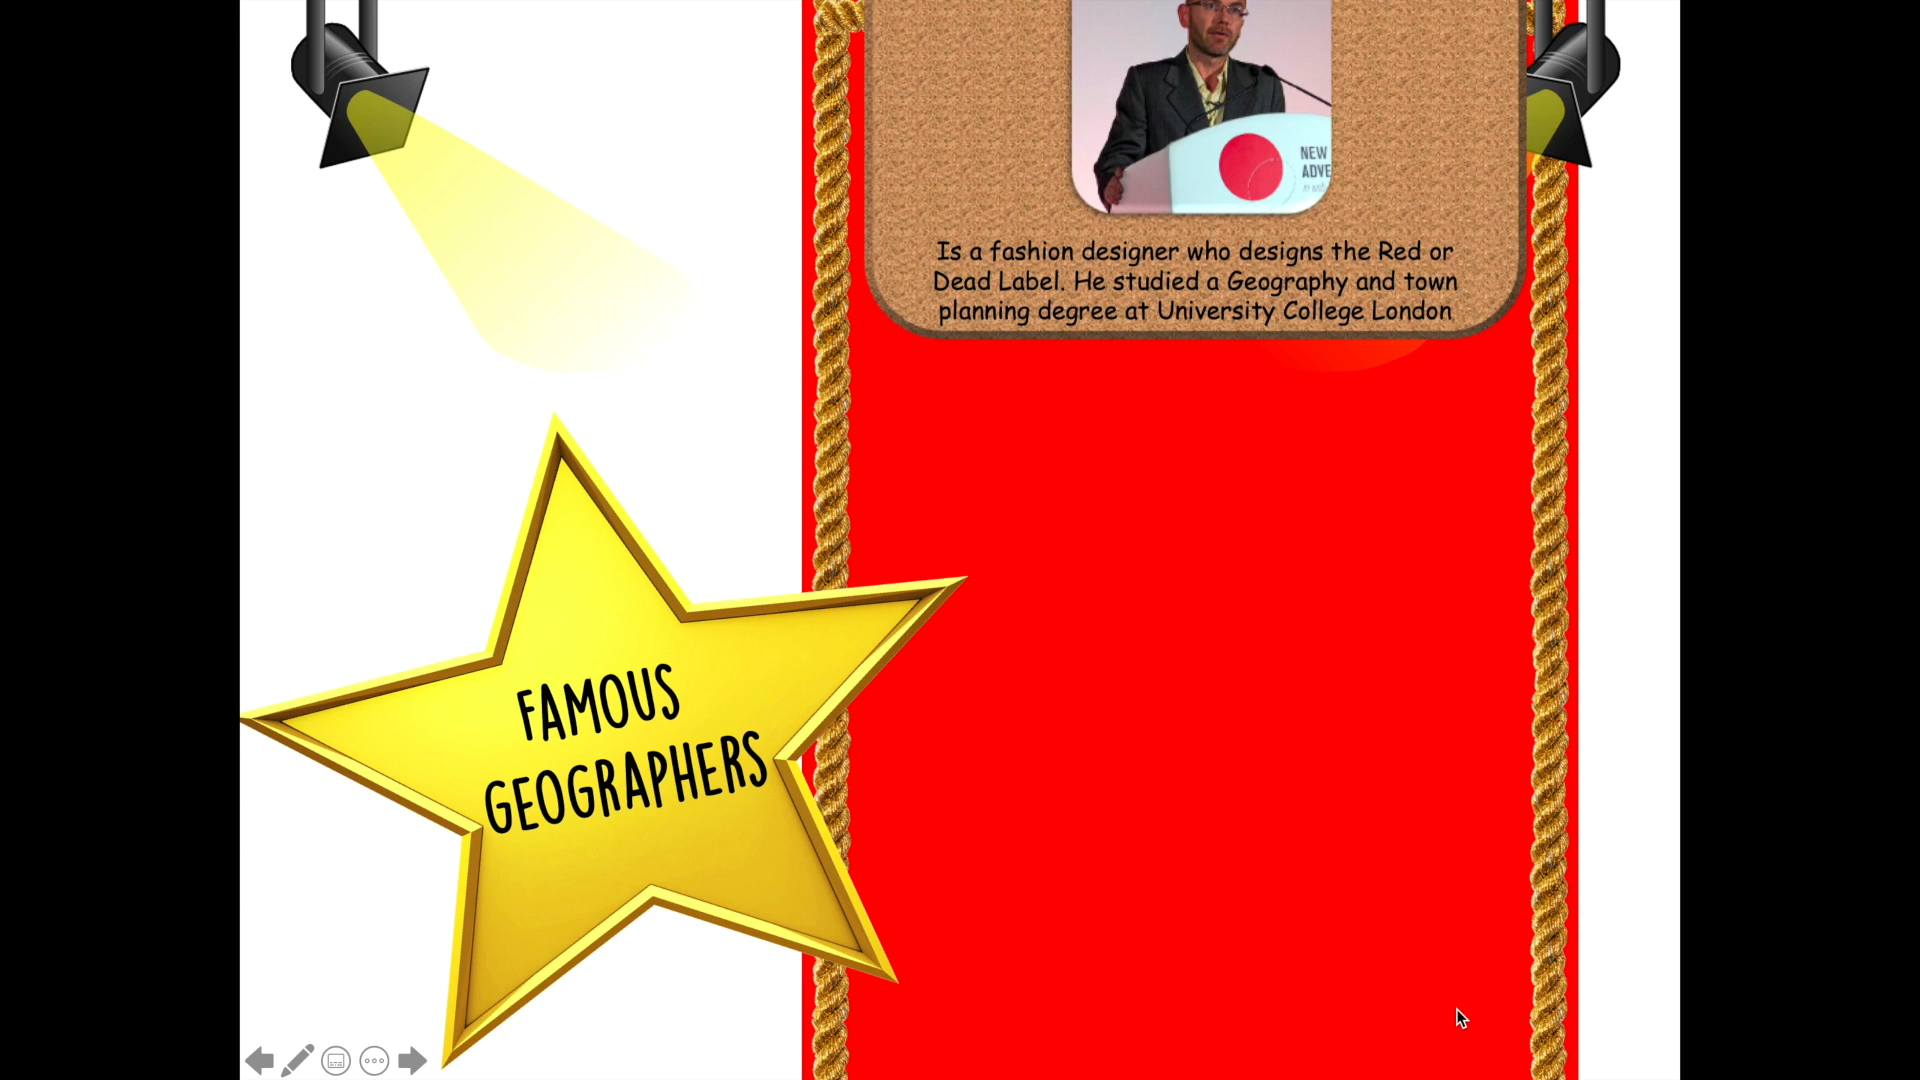 NEW
ADVE
Is a fashion designer who designs the Red or
Dead Label. He studied a Geography and town
planning degree at University College London
FAMOUS
GEOGRAPHERS